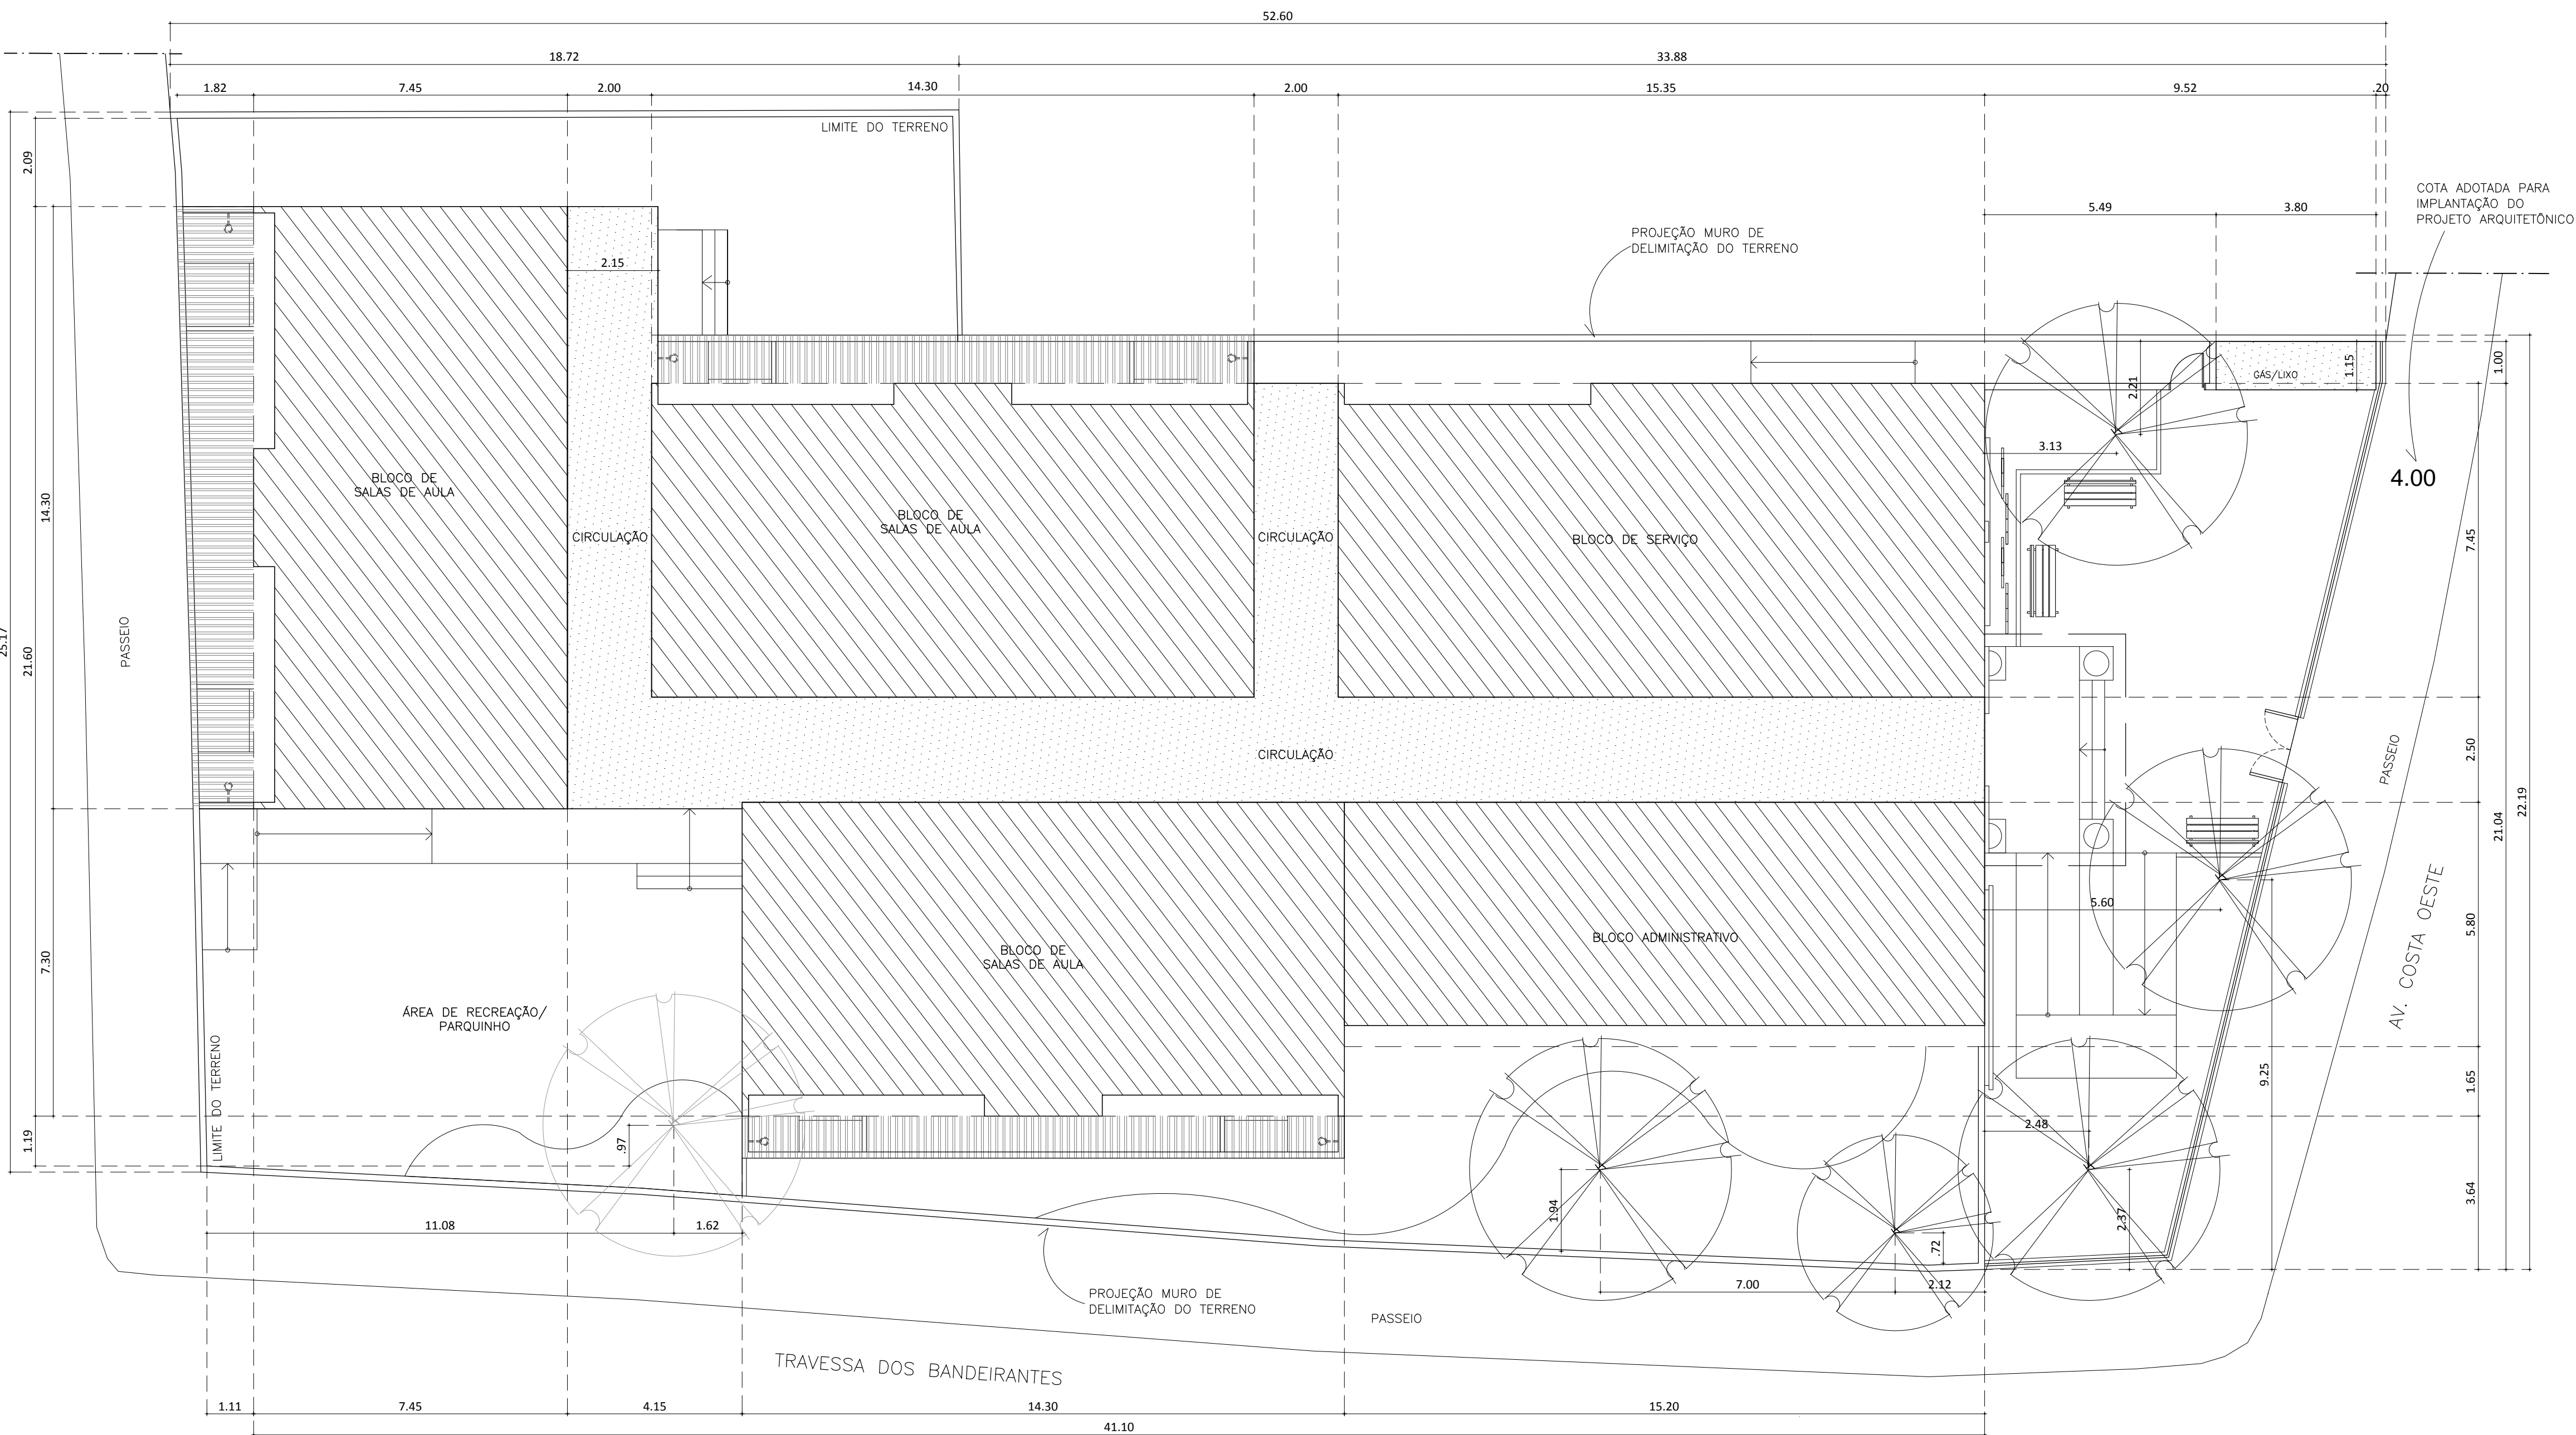 52.60
18.72
33.88
1.82
7.45
2.00
14.30
2.00
15.35
9.52
.20
LIMITE DO TERRENO
2.09
COTA ADOTADA PARA
IMPLANTAÇÃO DO
PROJETO ARQUITETÔNICO
5.49
3.80
PROJEÇÃO MURO DE
DELIMITAÇÃO DO TERRENO
2.15
1.00
1.15
GÁS/LIXO
2.21
3.13
4.00
BLOCO DE
SALAS DE AULA
14.30
BLOCO DE
SALAS DE AULA
CIRCULAÇÃO
CIRCULAÇÃO
BLOCO DE SERVIÇO
7.45
25.17
21.60
PASSEIO
CIRCULAÇÃO
PASSEIO
2.50
22.19
21.04
5.60
AV. COSTA OESTE
5.80
7.30
BLOCO DE
SALAS DE AULA
BLOCO ADMINISTRATIVO
ÁREA DE RECREAÇÃO/
PARQUINHO
LIMITE DO TERRENO
9.25
1.65
1.19
.97
2.48
3.64
11.08
1.62
1.94
2.37
.72
7.00
2.12
PROJEÇÃO MURO DE
DELIMITAÇÃO DO TERRENO
PASSEIO
TRAVESSA DOS BANDEIRANTES
1.11
7.45
4.15
14.30
15.20
41.10